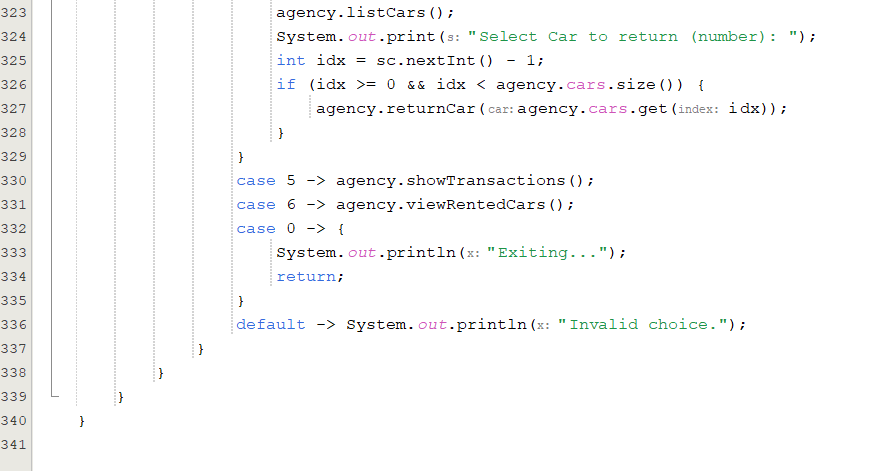 323 agency.listCars();
324 System.out.print(s: "Select Car to return (number): ");
325 int idx = sc.nextInt() - 1;
326 if (idx >= 0 && idx < agency.cars.size()) {
327 agency.returnCar(car: agency.cars.get(index: idx));
328 }
329 }
330 case 5 -> agency.showTransactions();
331 case 6 -> agency.viewRentedCars();
332 case 0 -> {
333 System.out.println(x: "Exiting...");
334 return;
335 }
336 default -> System.out.println(x: "Invalid choice.");
337 }
338 }
339 }
340 }
341